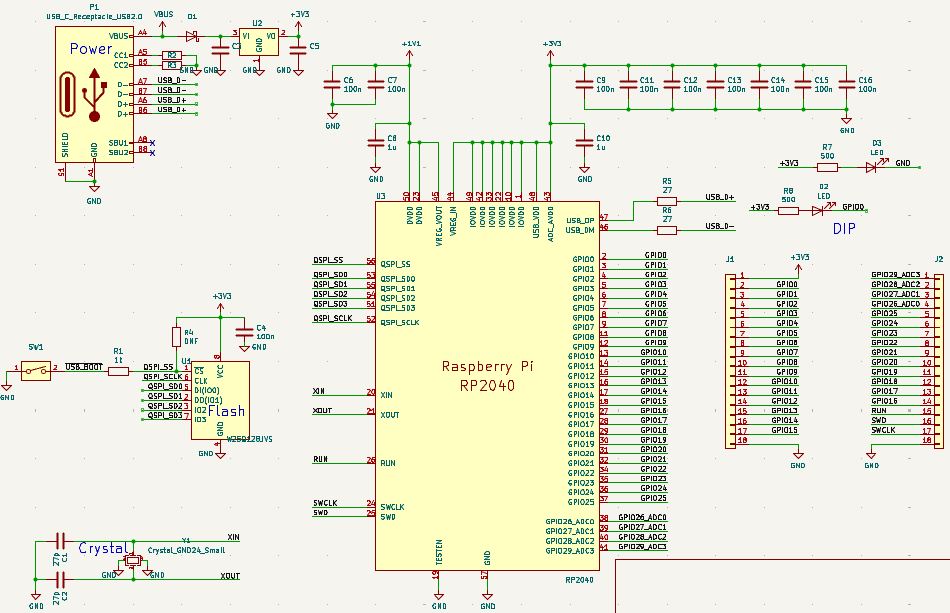 P1
USB_C_Receptacle_USB2.0
Power
VBUS
A4
CC1
A5
CC2
B5
D-
A7
D-
B7
D+
A6
D+
B6
SBU1
A8
SBU2
B8
SHIELD
GND
S1
A1
GND
R2
R3
GND
GND
USB_D-
USB_D-
USB_D+
USB_D+
VBUS
D1
U2
VI
VO
GND
3
2
1
GND
+3V3
C5
GND
+1V1
C6
100n
C7
100n
GND
C8
1u
GND
+3V3
C9
100n
C11
100n
C12
100n
C13
100n
C14
100n
C15
100n
C16
100n
GND
C10
1u
GND
+3V3
R7
500
D3
LED
GND
+3V3
R8
500
D2
LED
GPIO0
DIP
R5
27
USB_D+
R6
27
USB_D-
U3
50
23
45
44
49
42
33
22
10
1
48
43
DVDD
DVDD
VREG_VOUT
VREG_IN
IOVDD
IOVDD
IOVDD
IOVDD
IOVDD
IOVDD
USB_VDD
ADC_AVDD
USB_DP
47
USB_DM
46
QSPI_SS
56
QSPI_SS
QSPI_SD0
53
QSPI_SD0
QSPI_SD1
55
QSPI_SD1
QSPI_SD2
54
QSPI_SD2
QSPI_SD3
51
QSPI_SD3
QSPI_SCLK
52
QSPI_SCLK
XIN
20
XIN
XOUT
21
XOUT
RUN
26
RUN
SWCLK
24
SWCLK
SWD
25
SWD
Raspberry Pi
RP2040
GPIO0 2 GPIO0
GPIO1 3 GPIO1
GPIO2 4 GPIO2
GPIO3 5 GPIO3
GPIO4 6 GPIO4
GPIO5 7 GPIO5
GPIO6 8 GPIO6
GPIO7 9 GPIO7
GPIO8 11 GPIO8
GPIO9 12 GPIO9
GPIO10 13 GPIO10
GPIO11 14 GPIO11
GPIO12 15 GPIO12
GPIO13 16 GPIO13
GPIO14 17 GPIO14
GPIO15 18 GPIO15
GPIO16 27 GPIO16
GPIO17 28 GPIO17
GPIO18 29 GPIO18
GPIO19 30 GPIO19
GPIO20 31 GPIO20
GPIO21 32 GPIO21
GPIO22 34 GPIO22
GPIO23 35 GPIO23
GPIO24 36 GPIO24
GPIO25 37 GPIO25
GPIO26_ADC0 38 GPIO26_ADC0
GPIO27_ADC1 39 GPIO27_ADC1
GPIO28_ADC2 40 GPIO28_ADC2
GPIO29_ADC3 41 GPIO29_ADC3
TESTEN
GND
19
57
RP2040
GND
GND
J1
+3V3
1
2 GPIO0
3 GPIO1
4 GPIO2
5 GPIO3
6 GPIO4
7 GPIO5
8 GPIO6
9 GPIO7
10 GPIO8
11 GPIO9
12 GPIO10
13 GPIO11
14 GPIO12
15 GPIO13
16 GPIO14
17 GPIO15
18
GND
J2
GPIO29_ADC3 1
GPIO28_ADC2 2
GPIO27_ADC1 3
GPIO26_ADC0 4
GPIO25 5
GPIO24 6
GPIO23 7
GPIO22 8
GPIO21 9
GPIO20 10
GPIO19 11
GPIO18 12
GPIO17 13
GPIO16 14
RUN 15
SWD 16
SWCLK 17
18
GND
+3V3
R4
DNF
C4
100n
GND
SW1
1
2
GND
USB_BOOT
R1
U1
QSPI_SS 1 CS
QSPI_SCLK 6 CLK
QSPI_SD0 5 DI(IO0)
QSPI_SD1 2 DO(IO1)
QSPI_SD2 3 IO2
QSPI_SD3 7 IO3
VCC
8
Flash
GND
4
W25Q128JVS
GND
Crystal
C1
27p
C2
27p
GND
Y1
Crystal_GND24_Small
GND
GND
XIN
XOUT